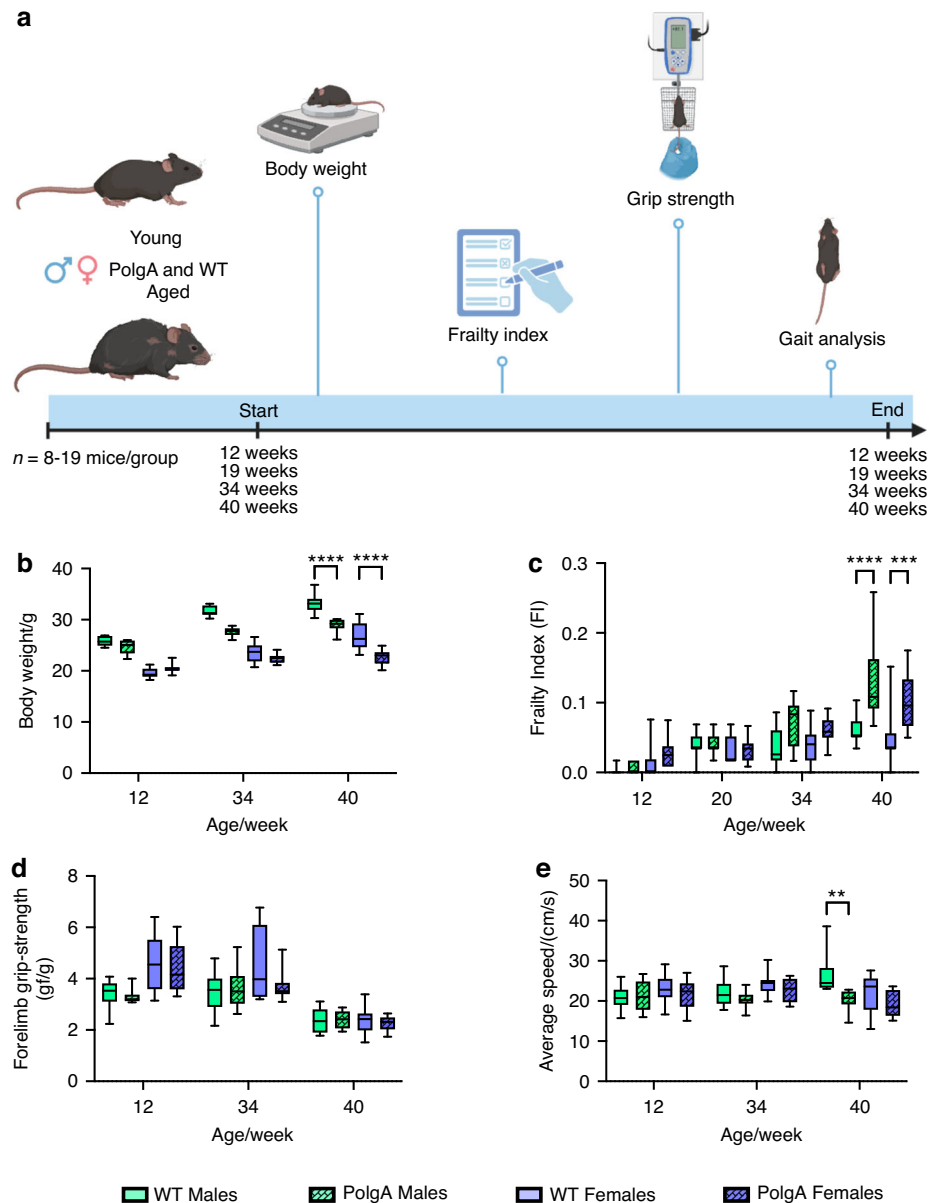 a
Body weight
Grip strength
Young
PolgA and WT
Aged
Frailty index
Gait analysis
Start
End
n = 8-19 mice/group
12 weeks
19 weeks
34 weeks
40 weeks
12 weeks
19 weeks
34 weeks
40 weeks
b
Body weight/g
40
30
20
10
0
**** ****
12 34 40
Age/week
c
Frailty Index (FI)
0.3
0.2
0.1
0.0
**** ***
12 20 34 40
Age/week
d
Forelimb grip-strength
(gf/g)
8
6
4
2
0
12 34 40
Age/week
e
Average speed/(cm/s)
50
40
30
20
10
0
**
12 34 40
Age/week
WT Males PolgA Males WT Females PolgA Females